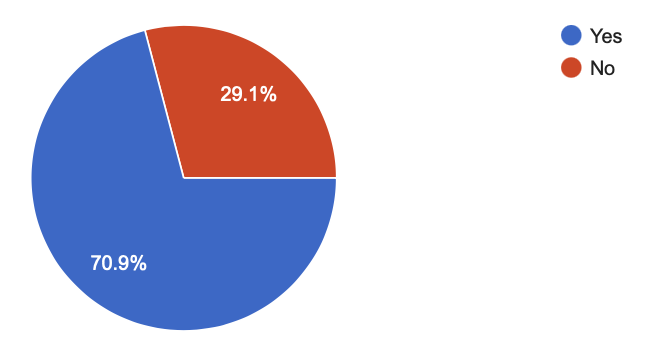 Yes
No
29.1%
70.9%